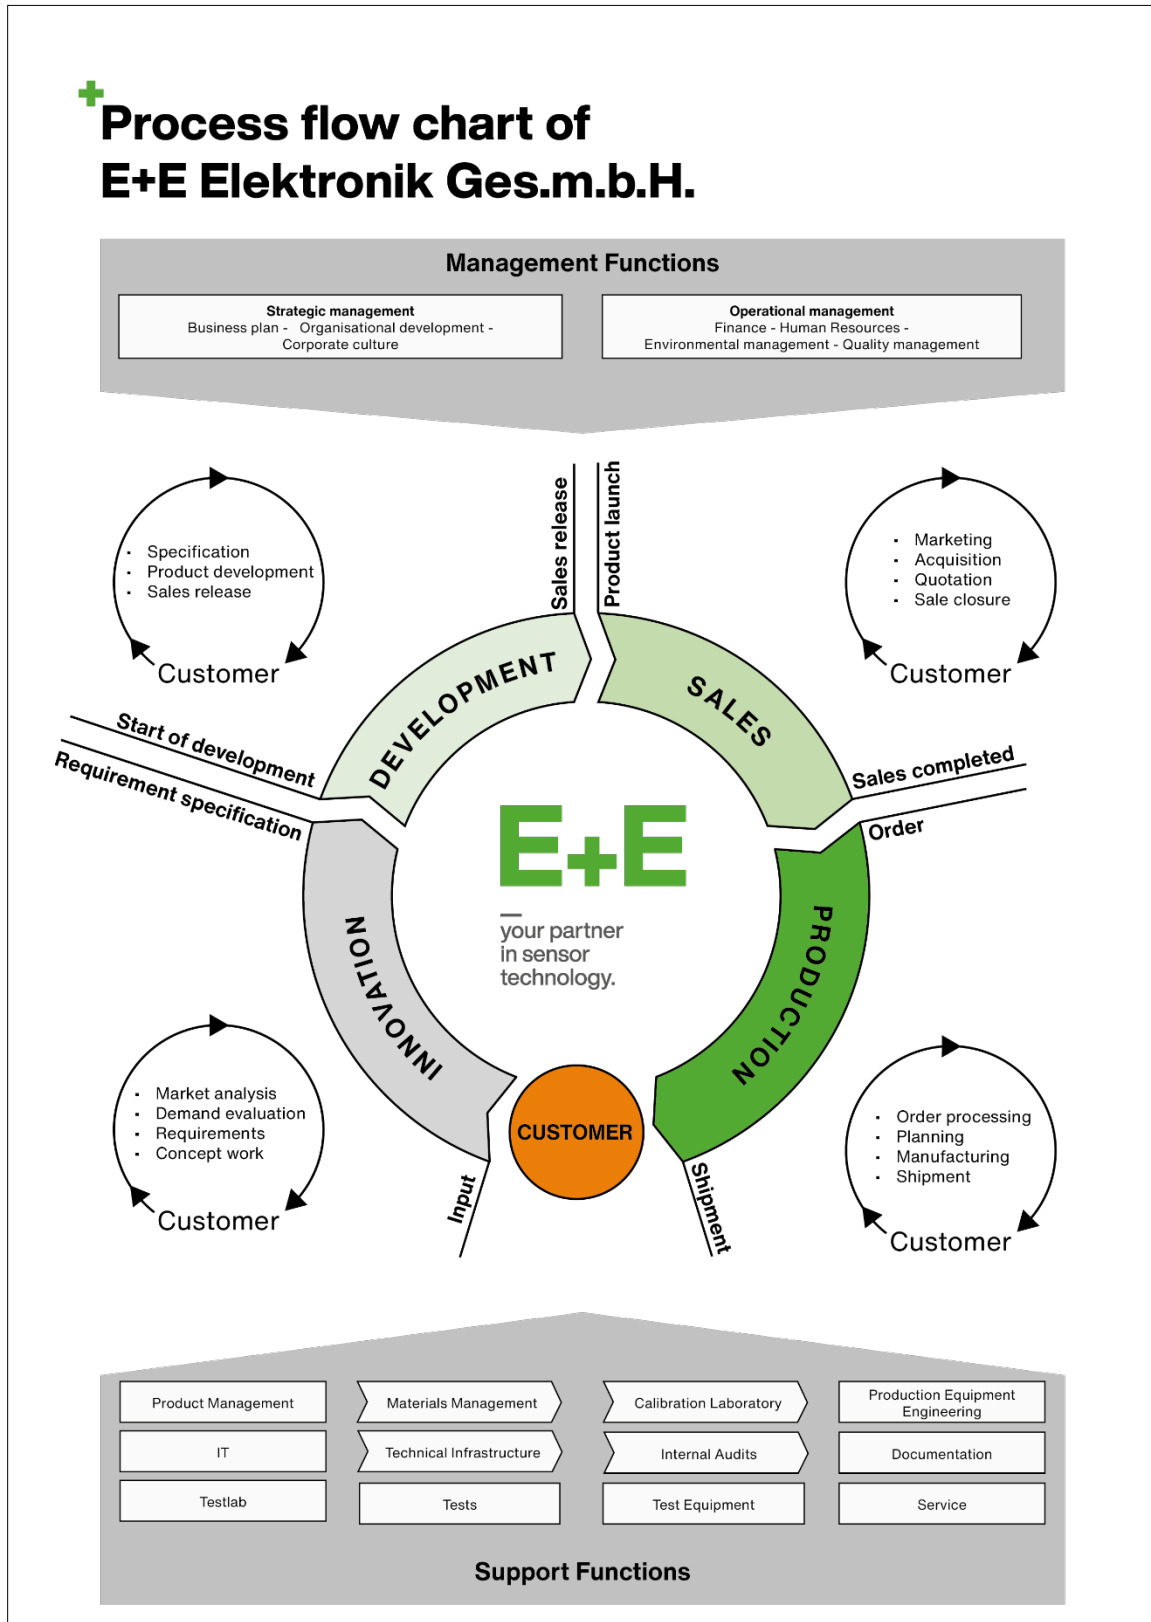 Process flow chart of
E+E Elektronik Ges.m.b.H.
Management Functions
Strategic management
Business plan - Organisational development -
Corporate culture
Operational management
Finance - Human Resources -
Environmental management - Quality management
Sales release
Product launch
▪ Specification
▪ Product development
▪ Sales release
Customer
▪ Marketing
▪ Acquisition
▪ Quotation
▪ Sale closure
Customer
DEVELOPMENT
SALES
Start of development
Requirement specification
Sales completed
Order
E+E
your partner
in sensor
technology.
INNOVATION
PRODUCTION
▪ Market analysis
▪ Demand evaluation
▪ Requirements
▪ Concept work
Customer
CUSTOMER
▪ Order processing
▪ Planning
▪ Manufacturing
▪ Shipment
Customer
Input
Shipment
Product Management
Materials Management
Calibration Laboratory
Production Equipment
Engineering
IT
Technical Infrastructure
Internal Audits
Documentation
Testlab
Tests
Test Equipment
Service
Support Functions